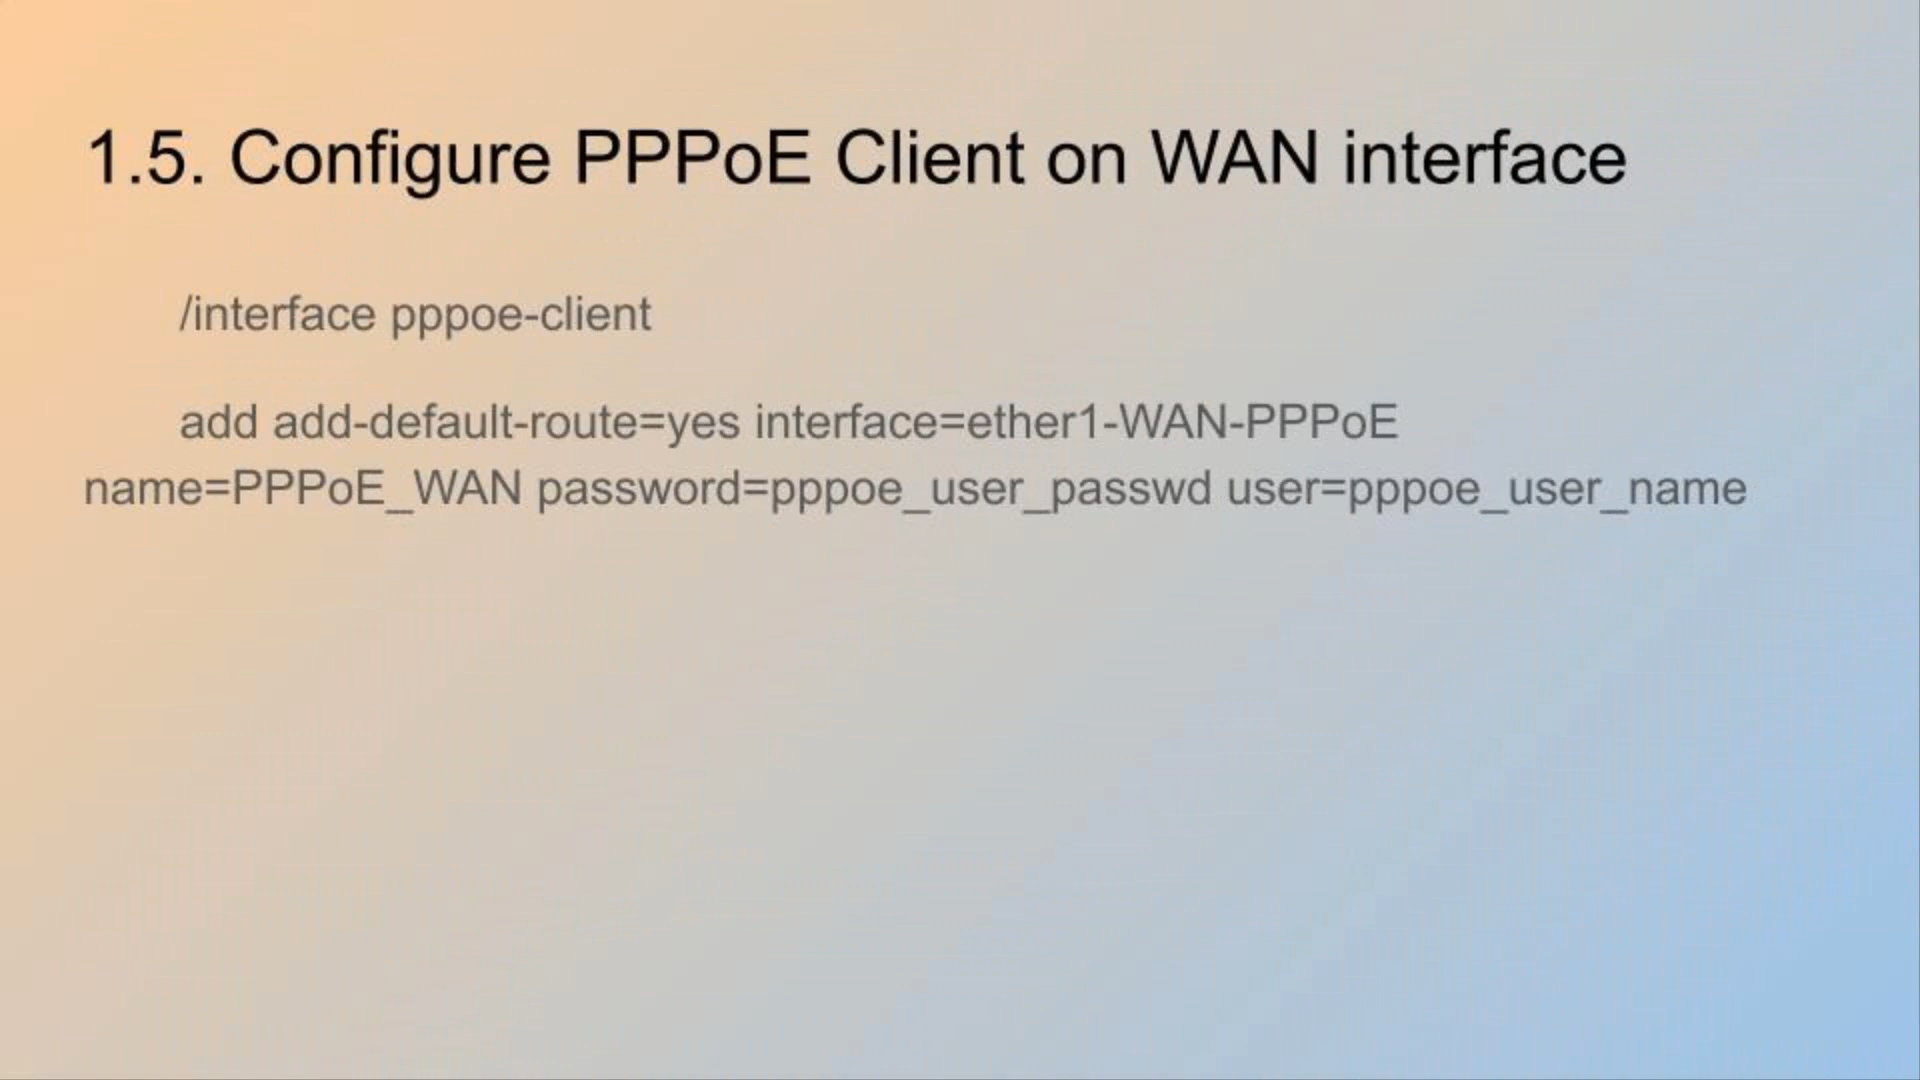 1.5. Configure PPPoE Client on WAN interface
/interface pppoe-client
add add-default-route=yes interface=ether1-WAN-PPPoE
name=PPPoE_WAN password=pppoe_user_passwd user=pppoe_user_name